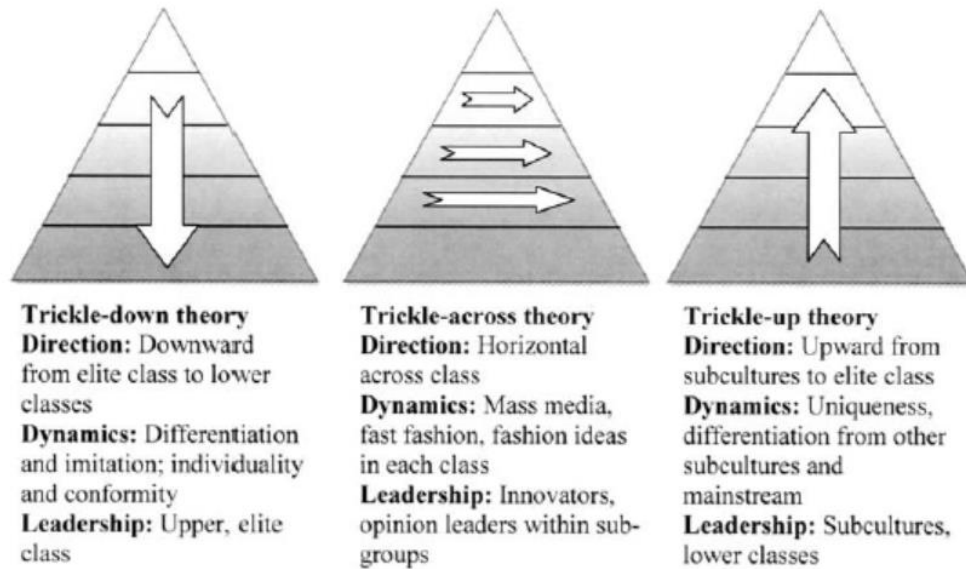 Trickle-down theory
Direction: Downward
from elite class to lower
classes
Dynamics: Differentiation
and imitation; individuality
and conformity
Leadership: Upper, elite
class
Trickle-across theory
Direction: Horizontal
across class
Dynamics: Mass media,
fast fashion, fashion ideas
in each class
Leadership: Innovators,
opinion leaders within sub-
groups
Trickle-up theory
Direction: Upward from
subcultures to elite class
Dynamics: Uniqueness,
differentiation from other
subcultures and
mainstream
Leadership: Subcultures,
lower classes